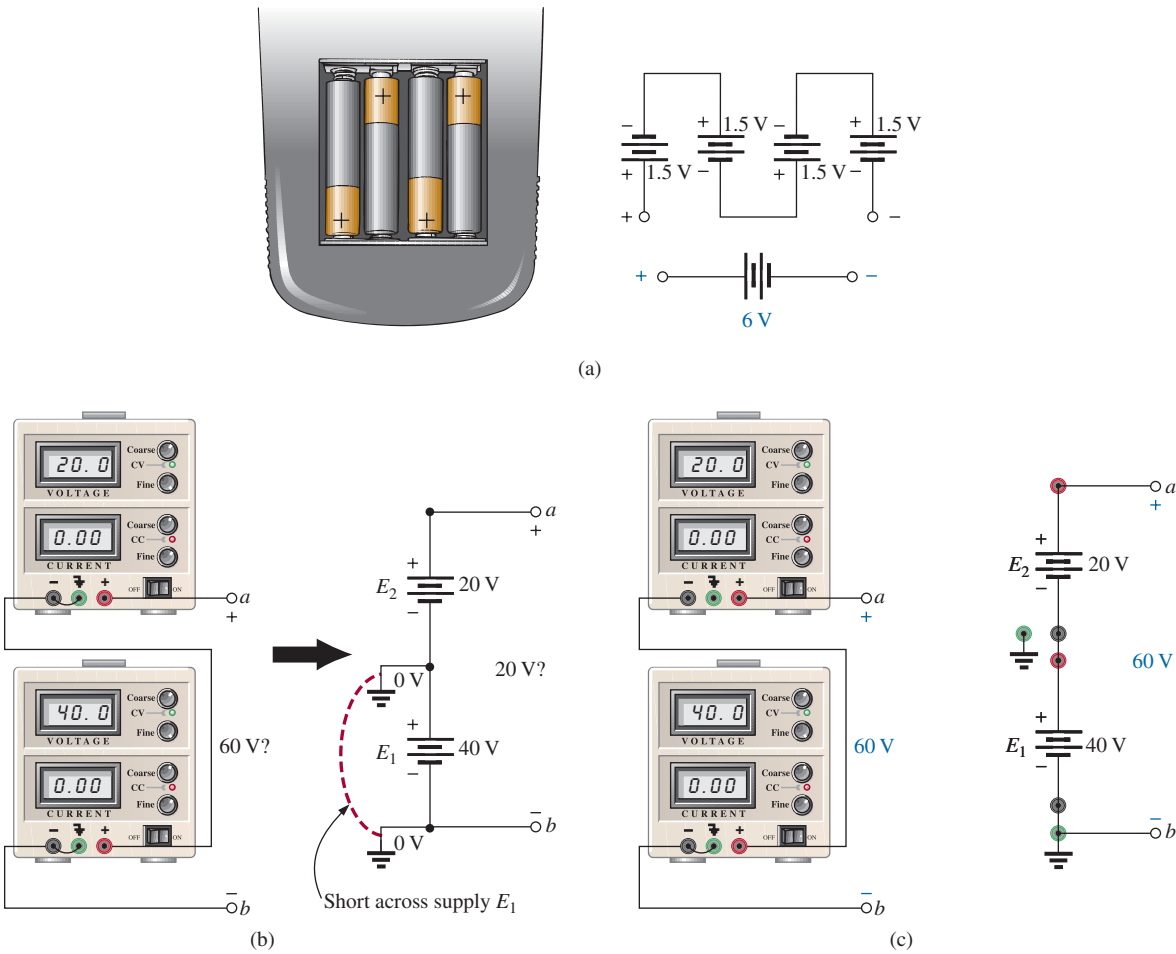 + + + +
− + 1.5 V − + 1.5 V
+ 1.5 V − + 1.5 V −
+ −
+ −
6 V
(a)
20.0
VOLTAGE
Coarse
CV
Fine
0.00
CURRENT
Coarse
CC
Fine
− + OFF ON
a
+
40.0
VOLTAGE
Coarse
CV
Fine
60 V?
0.00
CURRENT
Coarse
CC
Fine
− + OFF ON
−
b
a
+
+
E2 20 V
−
0 V
20 V?
+
E1 40 V
−
−
b
0 V
Short across supply E1
(b)
20.0
VOLTAGE
Coarse
CV
Fine
0.00
CURRENT
Coarse
CC
Fine
− + OFF ON
a
+
40.0
VOLTAGE
Coarse
CV
Fine
60 V
0.00
CURRENT
Coarse
CC
Fine
− + OFF ON
−
b
a
+
+
E2 20 V
−
60 V
+
E1 40 V
−
−
b
(c)